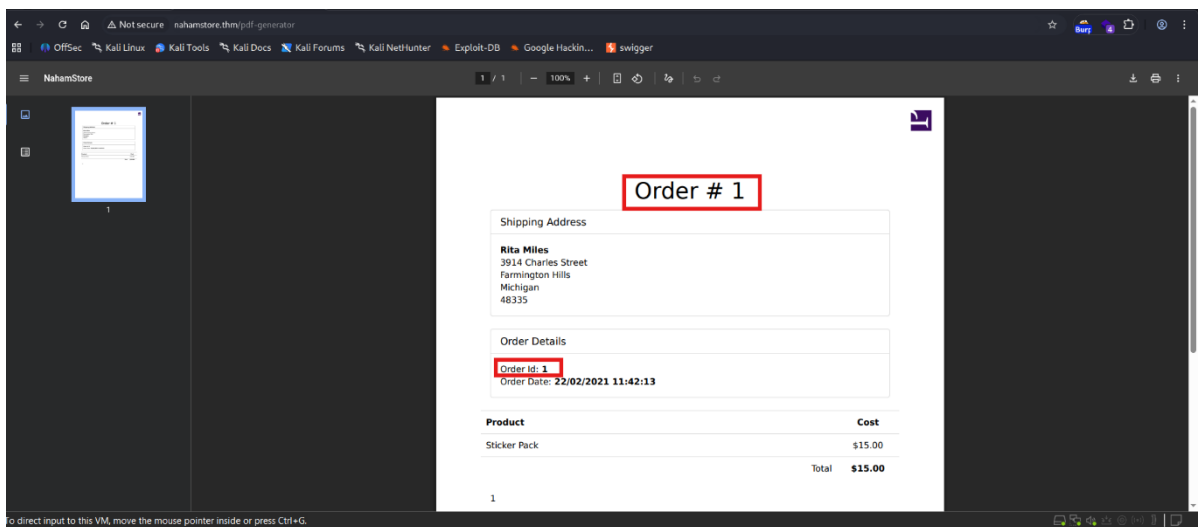 Not secure nahamstore.thm/pdf-generator
Burp 4
OffSec Kali Linux Kali Tools Kali Docs Kali Forums Kali NetHunter Exploit-DB Google Hackin... swigger
NahamStore 1 / 1 100%
1
Order # 1
Shipping Address
Rita Miles
3914 Charles Street
Farmington Hills
Michigan
48335
Order Details
Order Id: 1
Order Date: 22/02/2021 11:42:13
Product Cost
Sticker Pack $15.00
Total $15.00
1
To direct input to this VM, move the mouse pointer inside or press Ctrl+G.